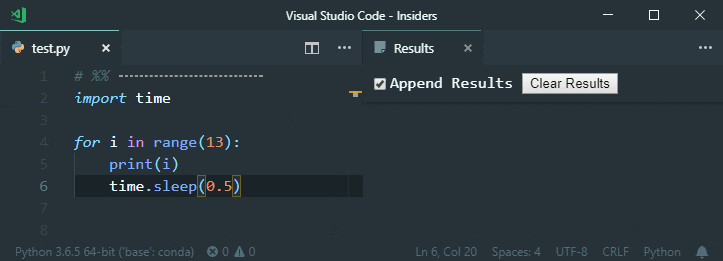 Visual Studio Code - Insiders
test.py
Results
1 # %% --------------------------
2 import time
3
4 for i in range(13):
5 print(i)
6 time.sleep(0.5)
7
8
Append Results Clear Results
Python 3.6.5 64-bit ('base': conda) 0 0 Ln 6, Col 20 Spaces: 4 UTF-8 CRLF Python